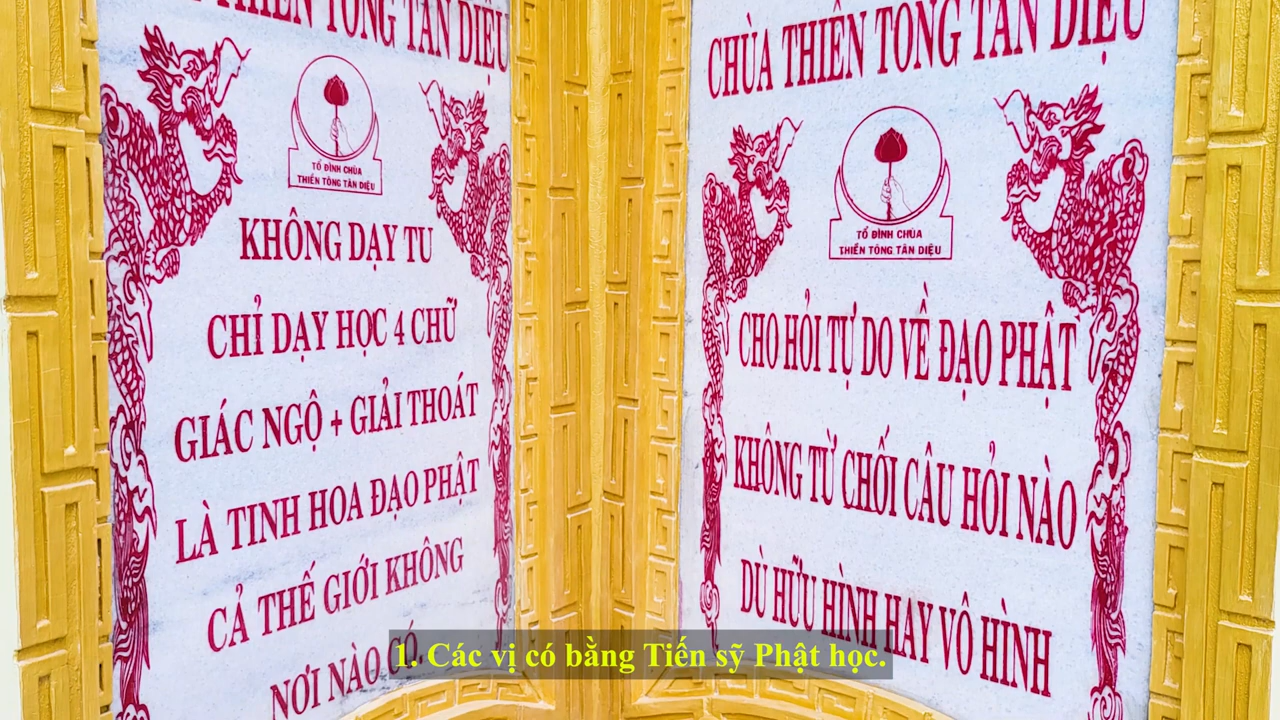 THIỀN TÔNG TÂN DIỆU
TỔ ĐÌNH CHÙA
THIỀN TÔNG TÂN DIỆU
KHÔNG DẠY TU
CHỈ DẠY HỌC 4 CHỮ
GIÁC NGỘ + GIẢI THOÁT
LÀ TINH HOA ĐẠO PHẬT
CẢ THẾ GIỚI KHÔNG
NƠI NÀO CÓ.
CHÙA THIỀN TÔNG TÂN DIỆU
TỔ ĐÌNH CHÙA
THIỀN TÔNG TÂN DIỆU
CHO HỎI TỰ DO VỀ ĐẠO PHẬT
KHÔNG TỪ CHỐI CÂU HỎI NÀO
DÙ HỮU HÌNH HAY VÔ HÌNH
1. Các vị có bằng Tiến sỹ Phật học.